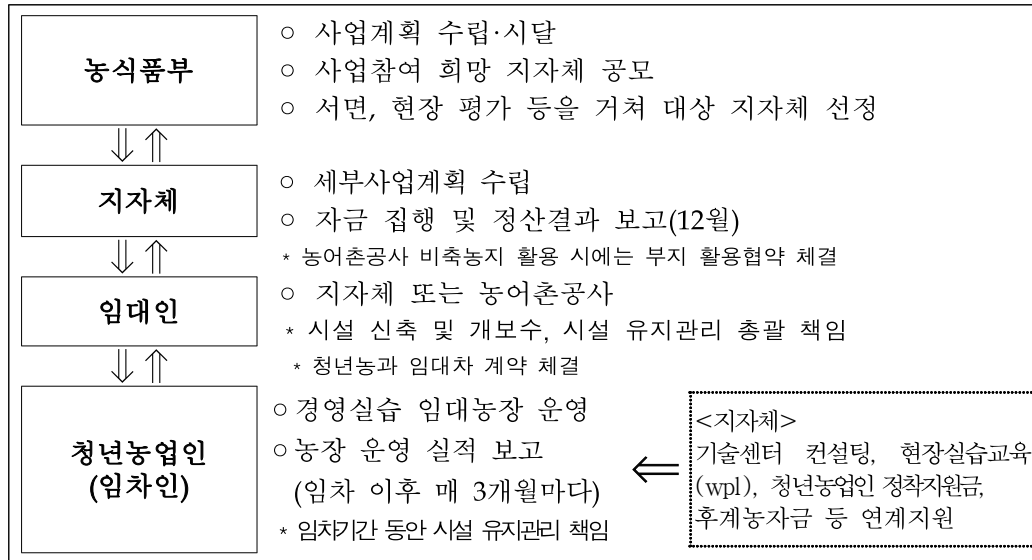 농식품부
○ 사업계획 수립·시달
○ 사업참여 희망 지자체 공모
○ 서면, 현장 평가 등을 거쳐 대상 지자체 선정
⇓⇑
지자체
○ 세부사업계획 수립
○ 자금 집행 및 정산결과 보고(12월)
* 농어촌공사 비축농지 활용 시에는 부지 활용협약 체결
⇓⇑
임대인
○ 지자체 또는 농어촌공사
* 시설 신축 및 개보수, 시설 유지관리 총괄 책임
* 청년농과 임대차 계약 체결
⇓⇑
청년농업인
(임차인)
○경영실습 임대농장 운영
○농장 운영 실적 보고
(임차 이후 매 3개월마다)
* 임차기간 동안 시설 유지관리 책임
⇐
<지자체>
기술센터 컨설팅, 현장실습교육
(wpl), 청년농업인 정착지원금,
후계농자금 등 연계지원